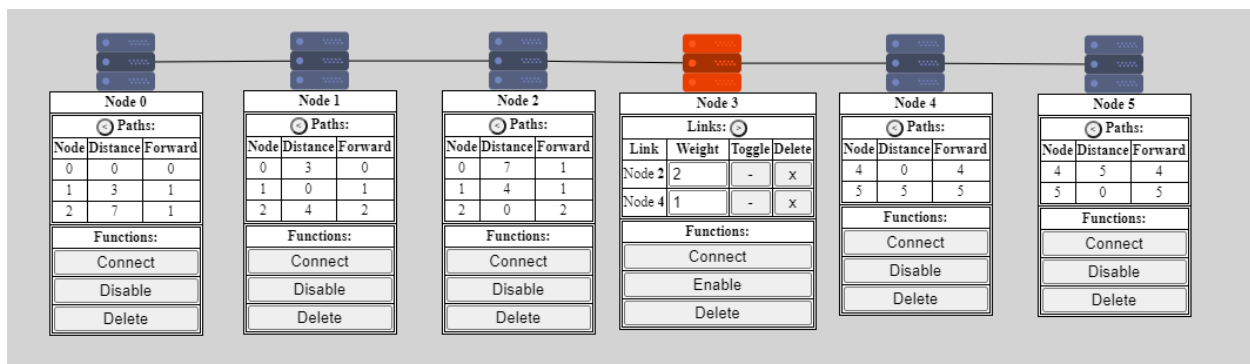 Node 0
< Paths:
Node Distance Forward
0 0 0
1 3 1
2 7 1
Functions:
Connect
Disable
Delete
Node 1
< Paths:
Node Distance Forward
0 3 0
1 0 1
2 4 2
Functions:
Connect
Disable
Delete
Node 2
< Paths:
Node Distance Forward
0 7 1
1 4 1
2 0 2
Functions:
Connect
Disable
Delete
Node 3
Links: >
Link Weight Toggle Delete
Node 2 2 - x
Node 4 1 - x
Functions:
Connect
Enable
Delete
Node 4
< Paths:
Node Distance Forward
4 0 4
5 5 5
Functions:
Connect
Disable
Delete
Node 5
< Paths:
Node Distance Forward
4 5 4
5 0 5
Functions:
Connect
Disable
Delete